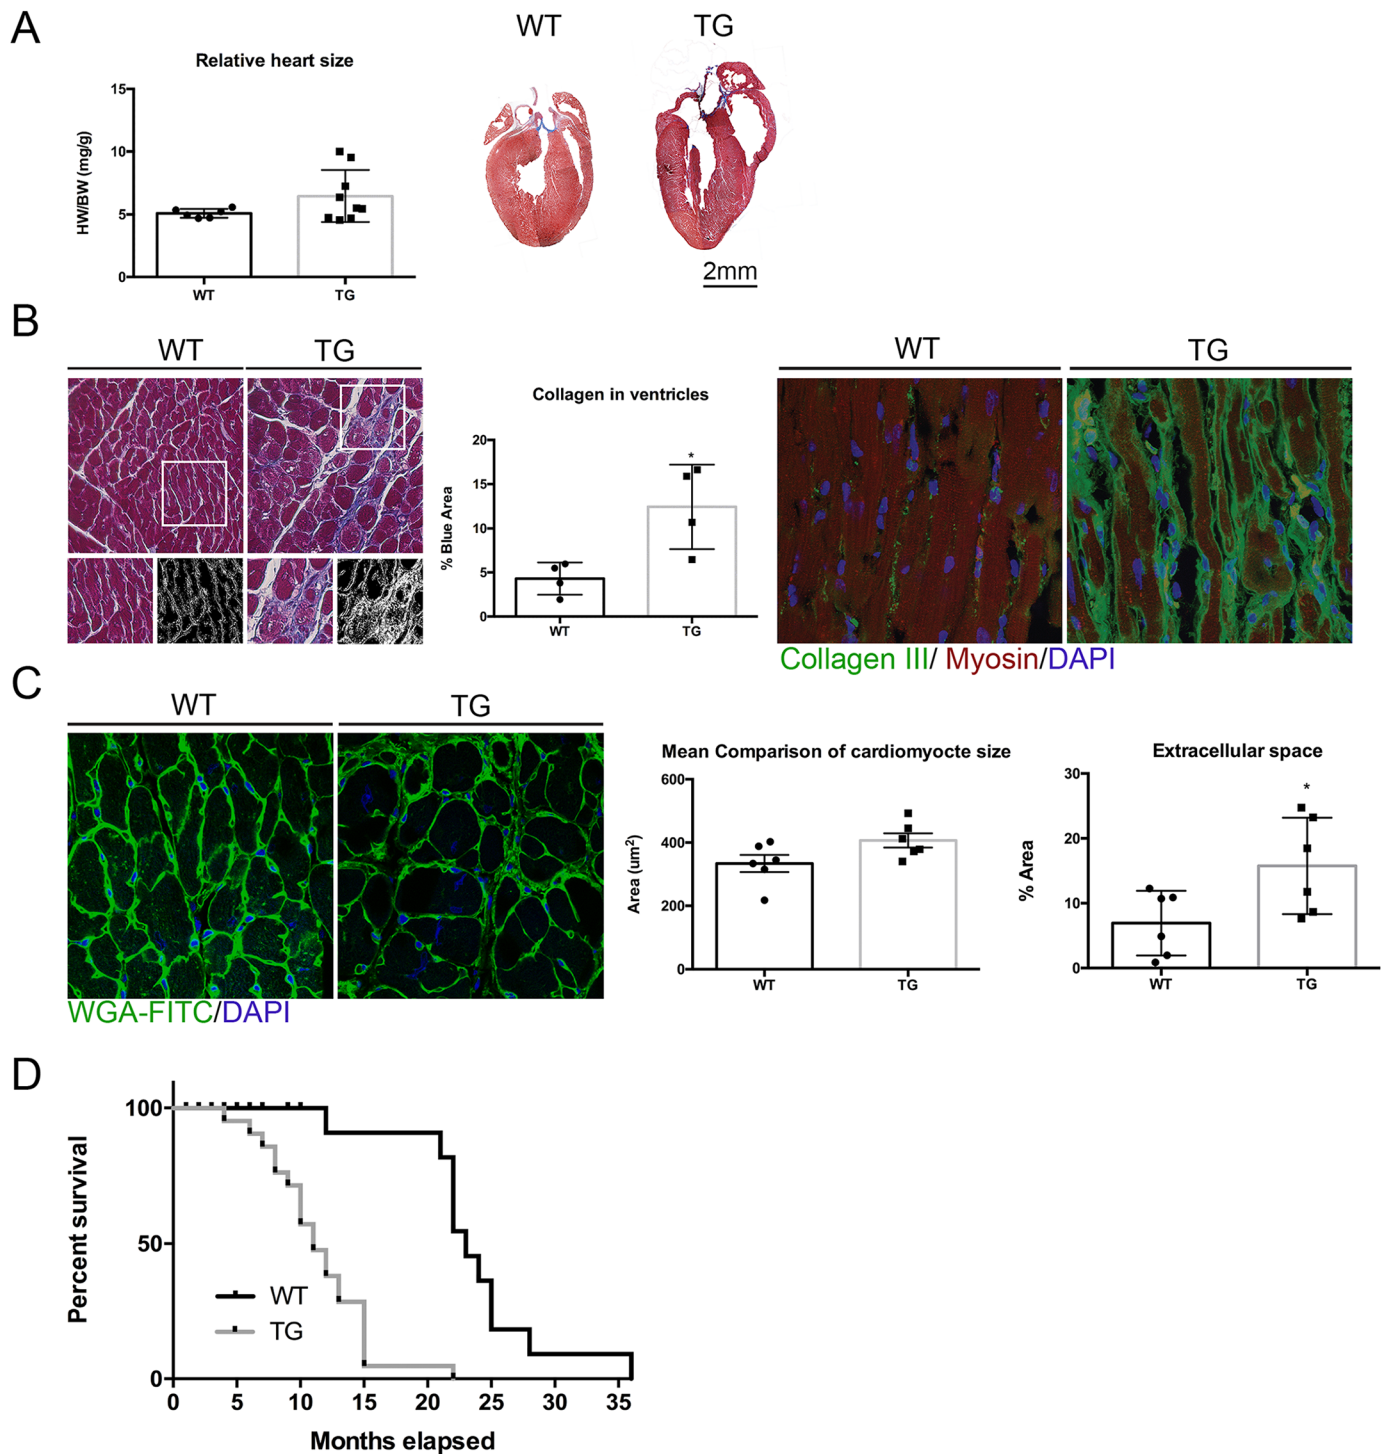 A
Relative heart size
HW/BW (mg/g)
15
10
5
0
WT
TG
WT
TG
2mm
B
WT
TG
Collagen in ventricles
% Blue Area
20
15
10
5
0
WT
TG
*
WT
TG
Collagen III/ Myosin/DAPI
C
WT
TG
WGA-FITC/DAPI
Mean Comparison of cardiomyocte size
Area (um²)
600
400
200
0
WT
TG
Extracellular space
% Area
30
20
10
0
WT
TG
*
D
Percent survival
100
50
0
WT
TG
0 5 10 15 20 25 30 35
Months elapsed